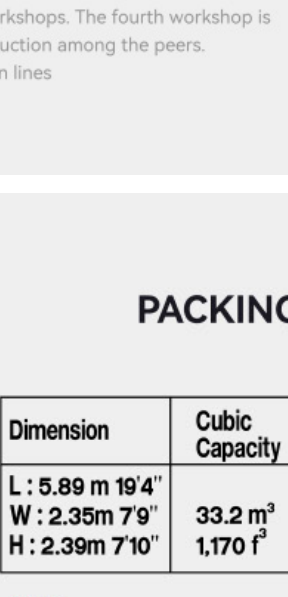 rkshops. The fourth workshop is
uction among the peers.
n lines
PACKING
Dimension
Cubic
Capacity
L : 5.89 m 19'4"
W : 2.35m 7'9"
H : 2.39m 7'10"
33.2 m³
1,170 f³